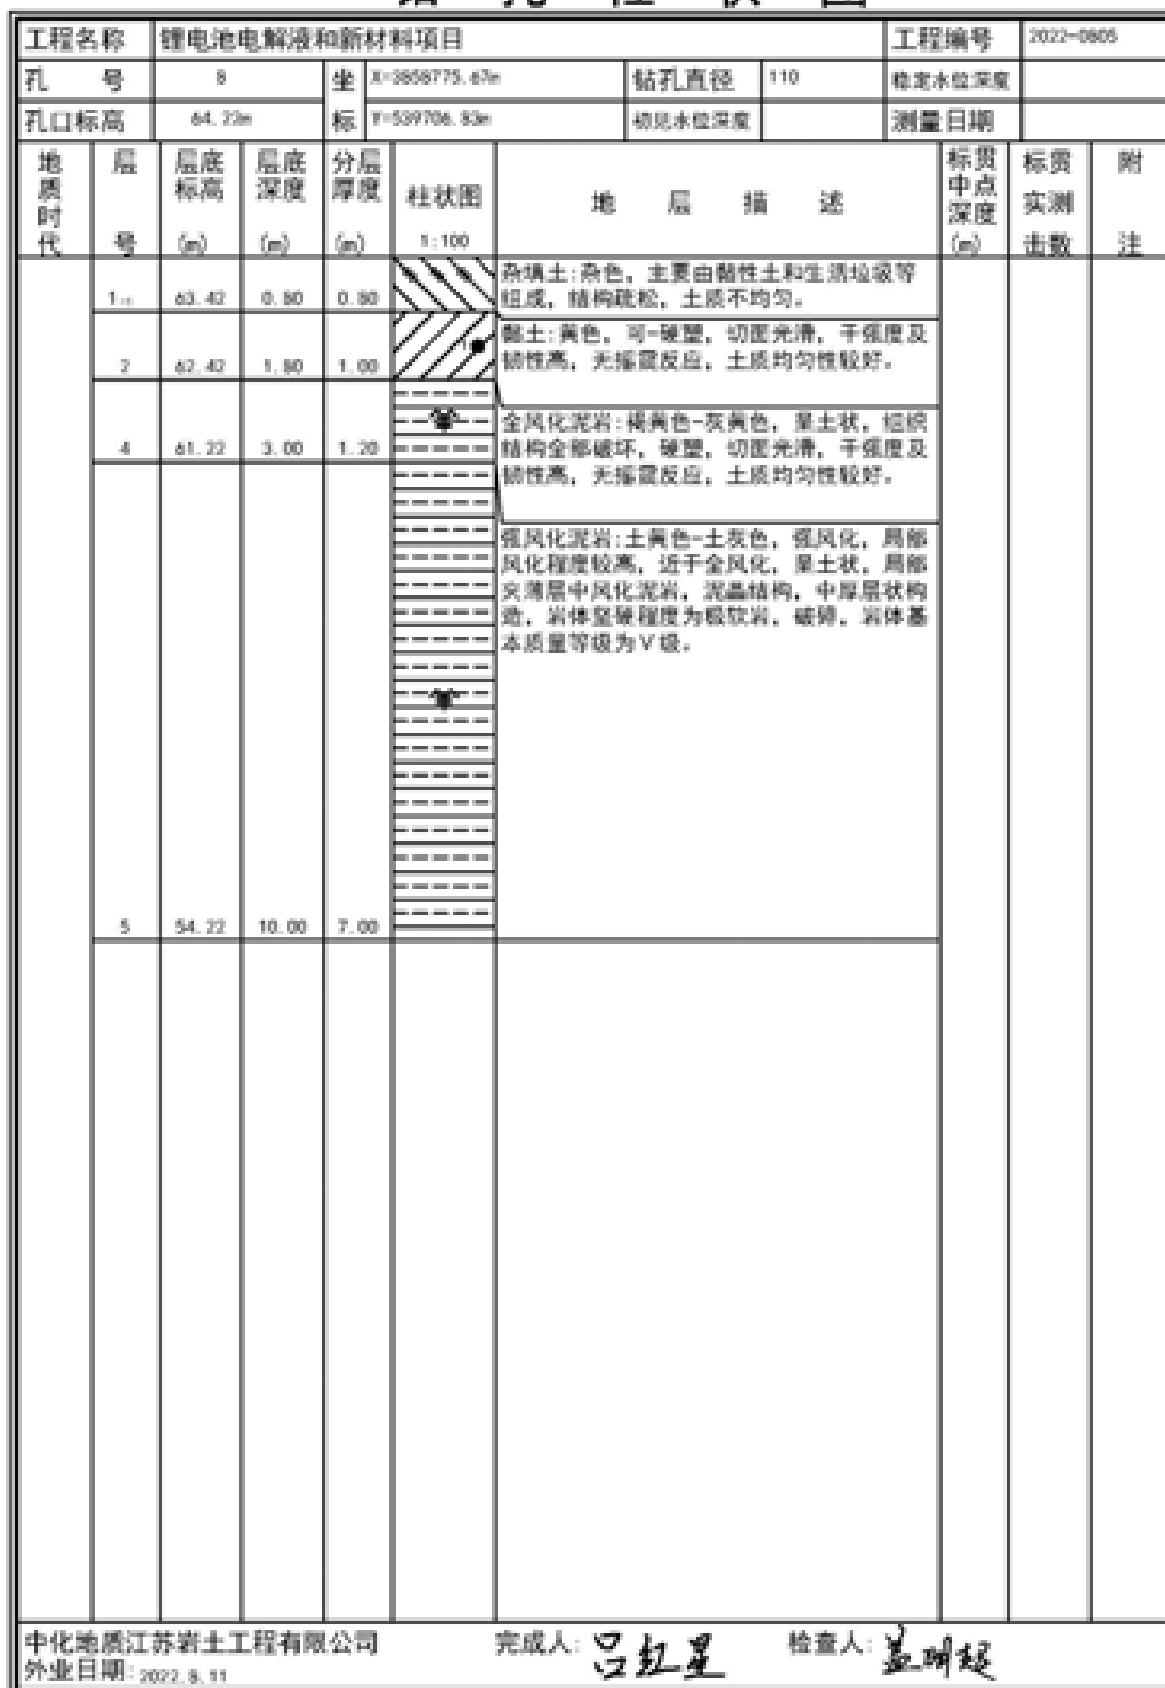 钻 孔 柱 状 图
工程名称 锂电池电解液和新材料项目 工程编号 2022-0805
孔 号 坐 X=3858775.67m 钻孔直径 110 稳定水位深度
孔口标高 标 Y=539706.83m 初见水位深度 测量日期
地质时代 层号 层底标高(m) 层底深度(m) 分层厚度(m) 柱状图 1:100 地 层 描 述 标贯中点深度(m) 标贯实测击数 附注
杂填土:杂色，主要由黏性土和生活垃圾等
63.42 0.80 0.80 组成，结构疏松，土质不均匀。
黏土:黄色，可-硬塑，切面光滑，干强度及
2 62.42 1.80 1.00 韧性高，无摇震反应，土质均匀性较好。
全风化泥岩:褐黄色-灰黄色，呈土状，组织
4 61.22 3.00 1.20 结构全部破坏，硬塑，切面光滑，干强度及
韧性高，无摇震反应，土质均匀性较好。
强风化泥岩:土黄色-土灰色，强风化，局部
风化程度较高，近于全风化，呈土状，局部
夹薄层中风化泥岩，泥晶结构，中厚层状构
造，岩体坚硬程度为极软岩，破碎，岩体基
本质量等级为V级。
5 54.22 10.00 7.00
中化地质江苏岩土工程有限公司 完成人: 吕红星 检查人:
外业日期: